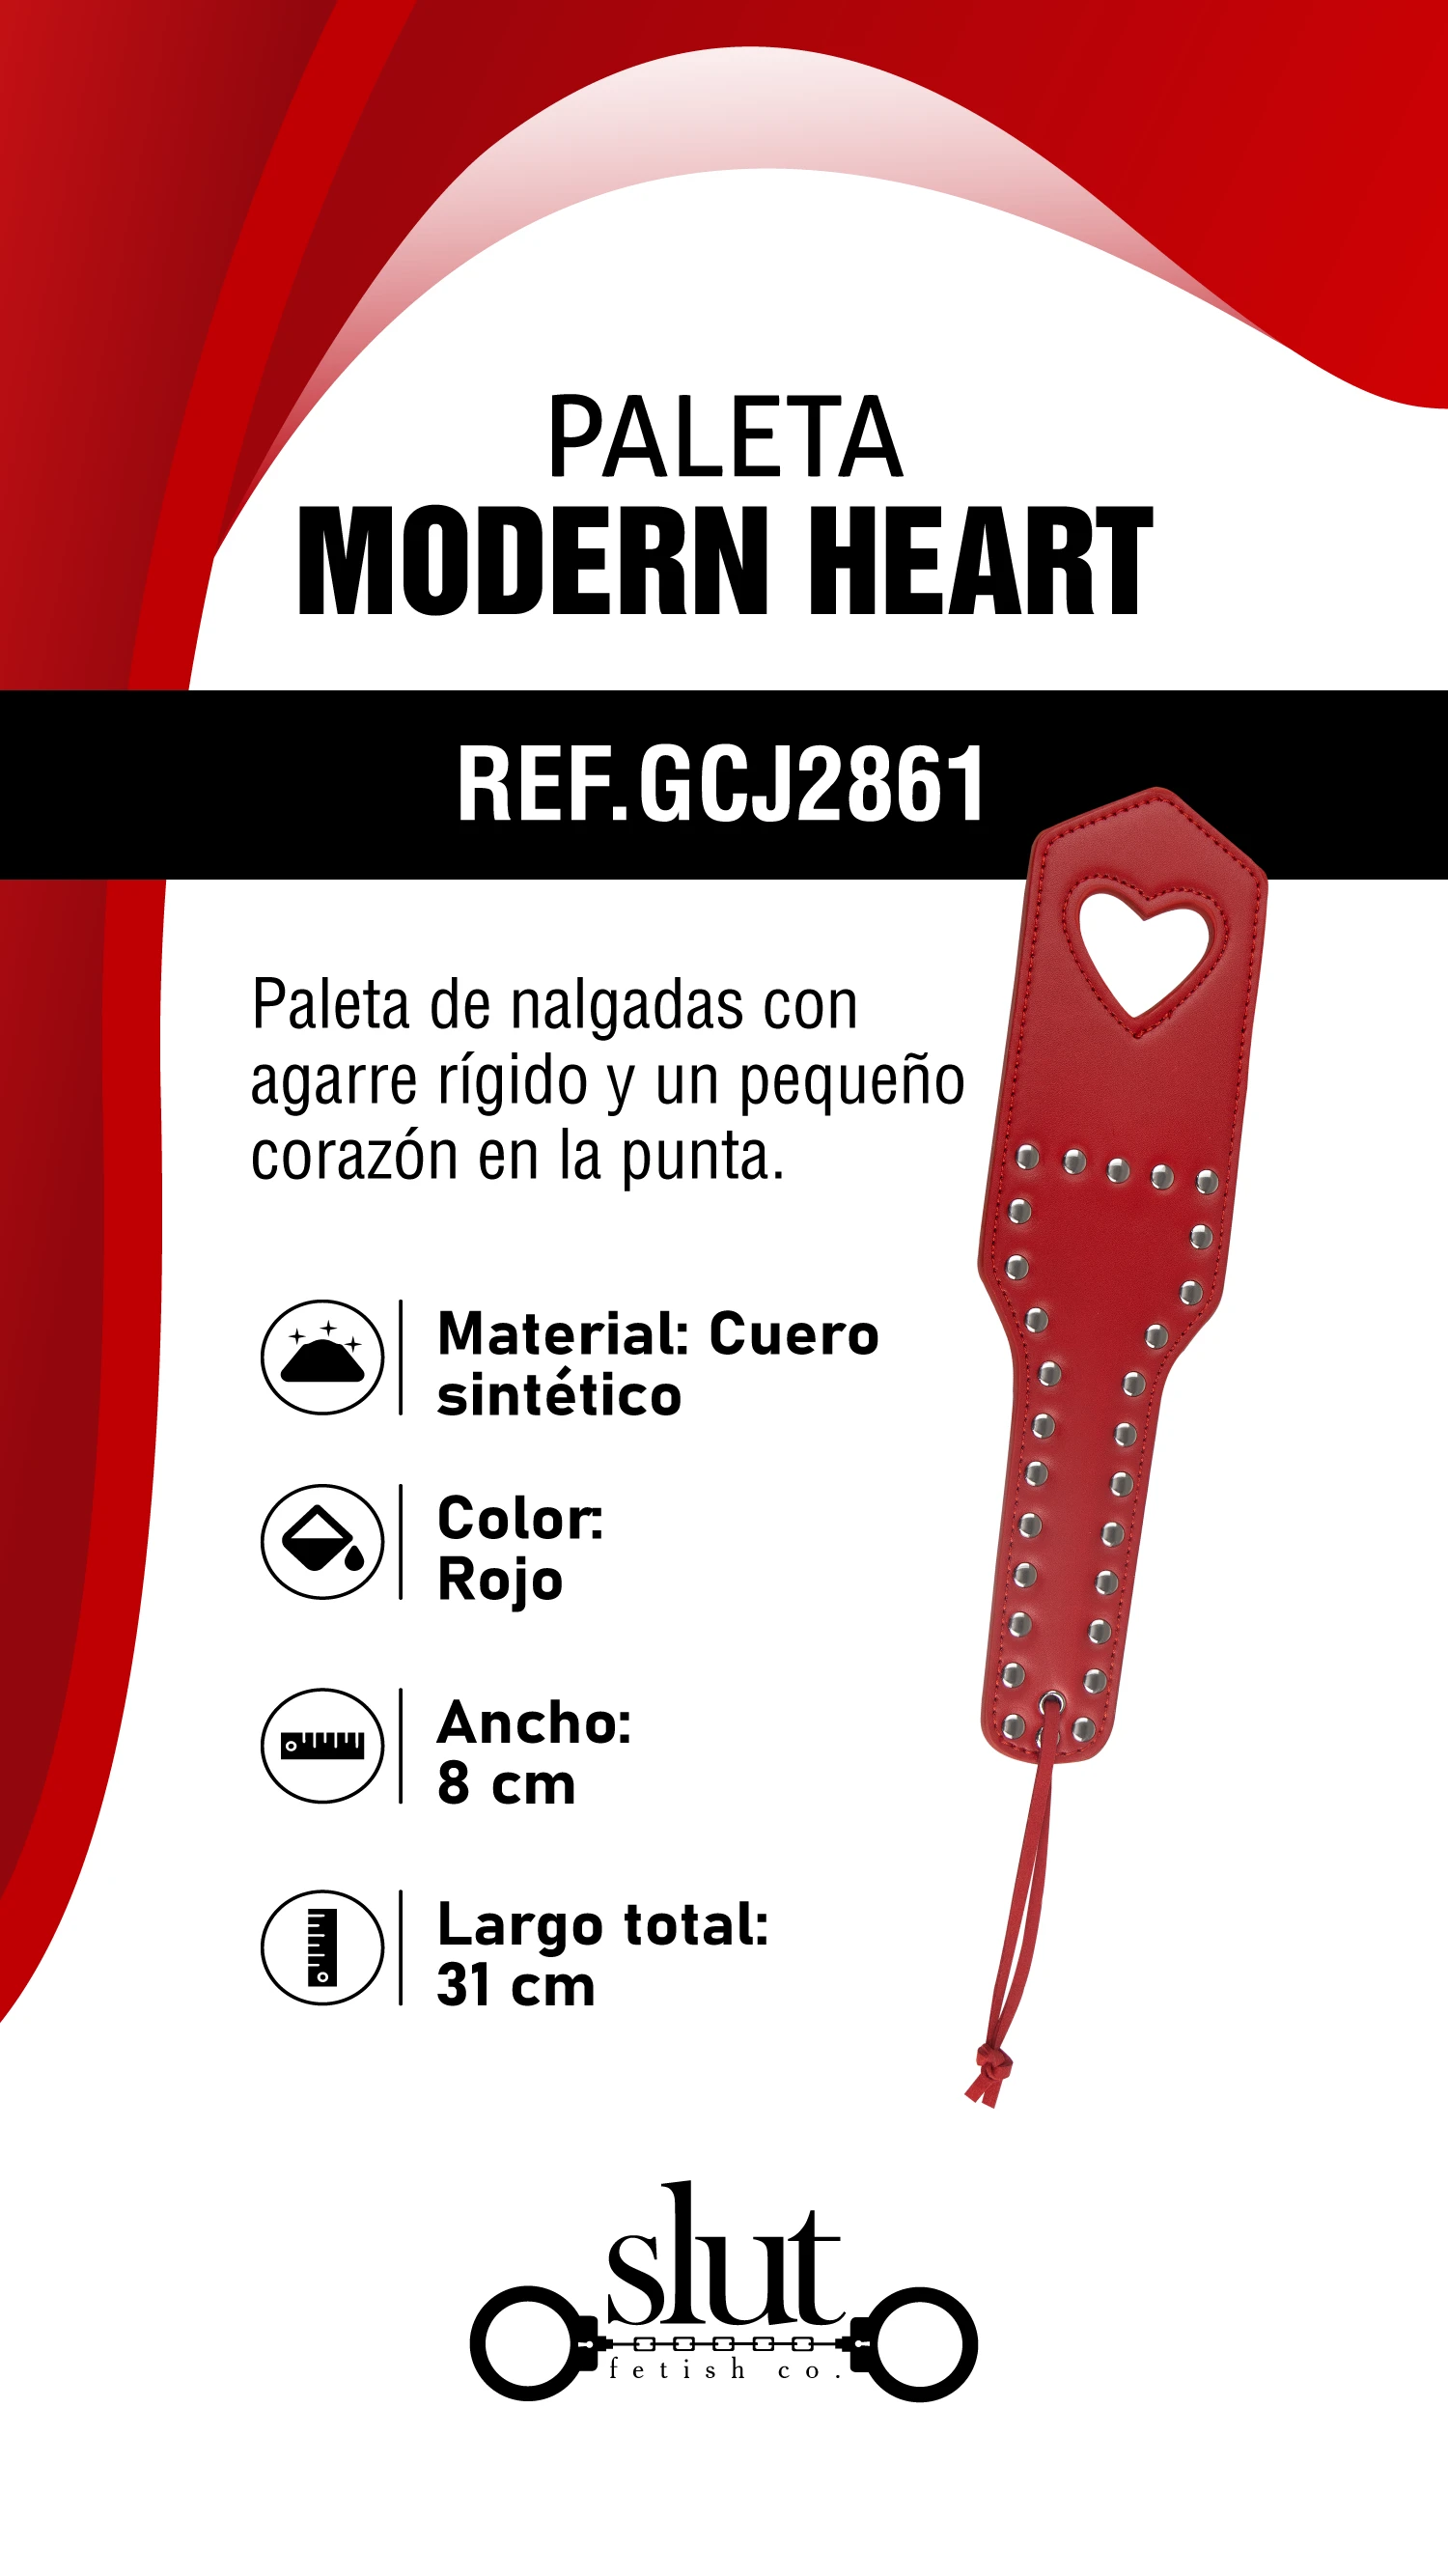 PALETA
MODERN HEART
REF.GCJ2861
Paleta de nalgadas con
agarre rígido y un pequeño
corazón en la punta.
Material: Cuero
sintético
Color:
Rojo
Ancho:
8 cm
Largo total:
31 cm
slut
fetish co.